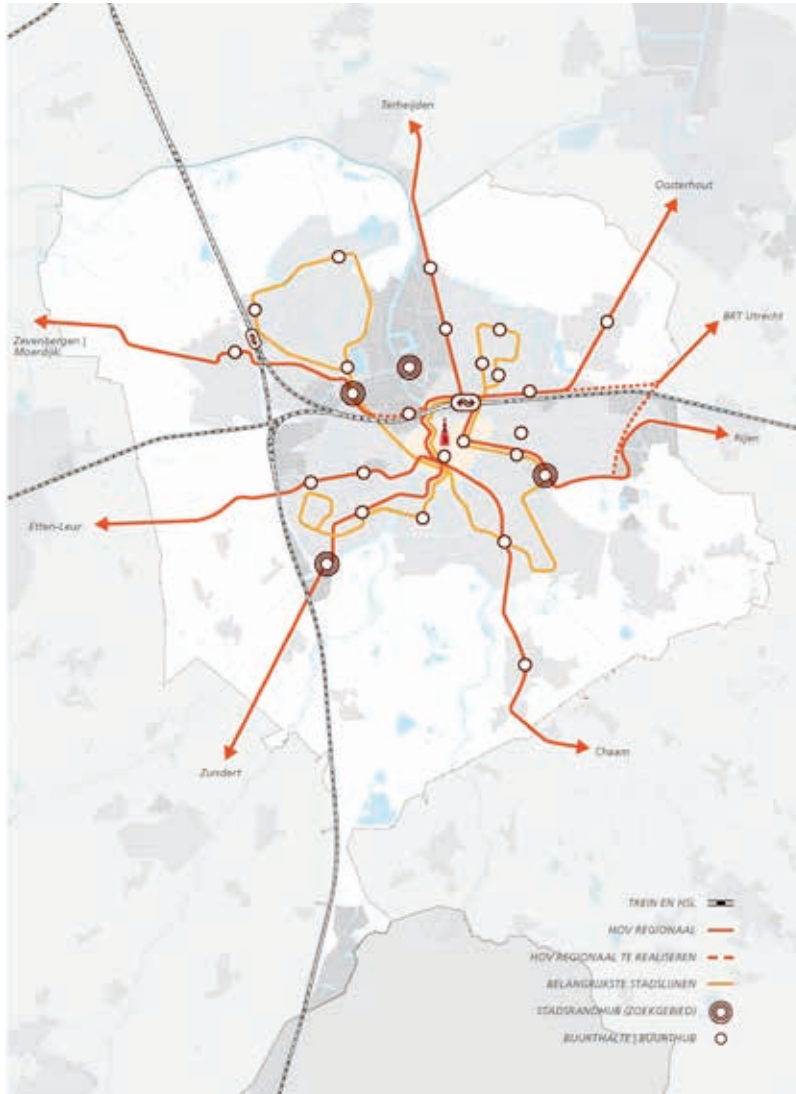 Terheijden
Oosterhout
BRT Utrecht
Zevenbergen |
Moerdijk
Rijen
Etten-Leur
Zundert
Chaam
TREIN EN HSL
HOV REGIONAAL
HOV REGIONAAL TE REALISEREN
BELANGRIJKSTE STADSLIJNEN
STADSRANDHUB (ZOEKGEBIED)
BUURTHALTE | BUURTHUB